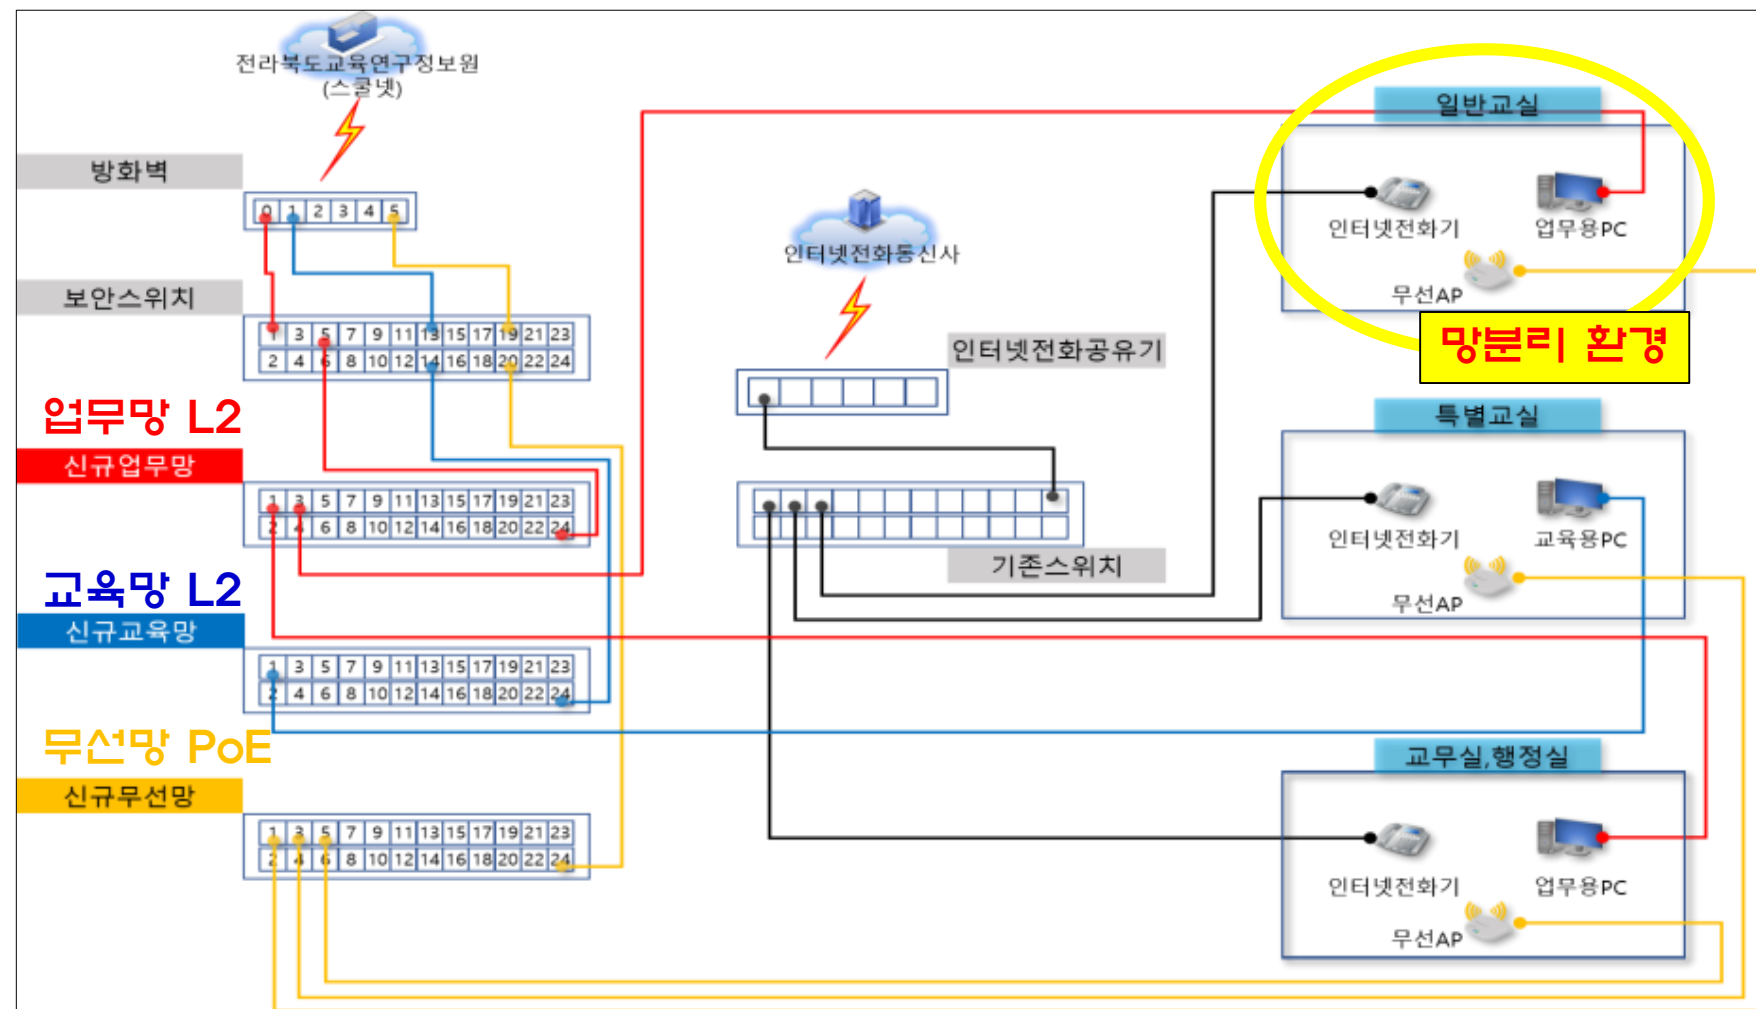 전라북도교육연구정보원
(스쿨넷)
방화벽
0 1 2 3 4 5
보안스위치
1 3 5 7 9 11 13 15 17 19 21 23
2 4 6 8 10 12 14 16 18 20 22 24
업무망 L2
신규업무망
1 3 5 7 9 11 13 15 17 19 21 23
2 4 6 8 10 12 14 16 18 20 22 24
교육망 L2
신규교육망
1 3 5 7 9 11 13 15 17 19 21 23
2 4 6 8 10 12 14 16 18 20 22 24
무선망 PoE
신규무선망
1 3 5 7 9 11 13 15 17 19 21 23
2 4 6 8 10 12 14 16 18 20 22 24
인터넷전화통신사
인터넷전화공유기
기존스위치
일반교실
인터넷전화기
업무용PC
무선AP
망분리 환경
특별교실
인터넷전화기
교육용PC
무선AP
교무실,행정실
인터넷전화기
업무용PC
무선AP